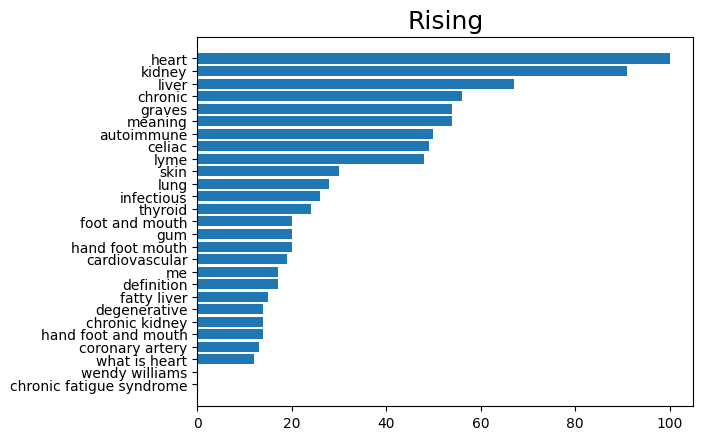 Rising
heart
kidney
liver
chronic
graves
meaning
autoimmune
celiac
lyme
skin
lung
infectious
thyroid
foot and mouth
gum
hand foot mouth
cardiovascular
me
definition
fatty liver
degenerative
chronic kidney
hand foot and mouth
coronary artery
what is heart
wendy williams
chronic fatigue syndrome
0 20 40 60 80 100